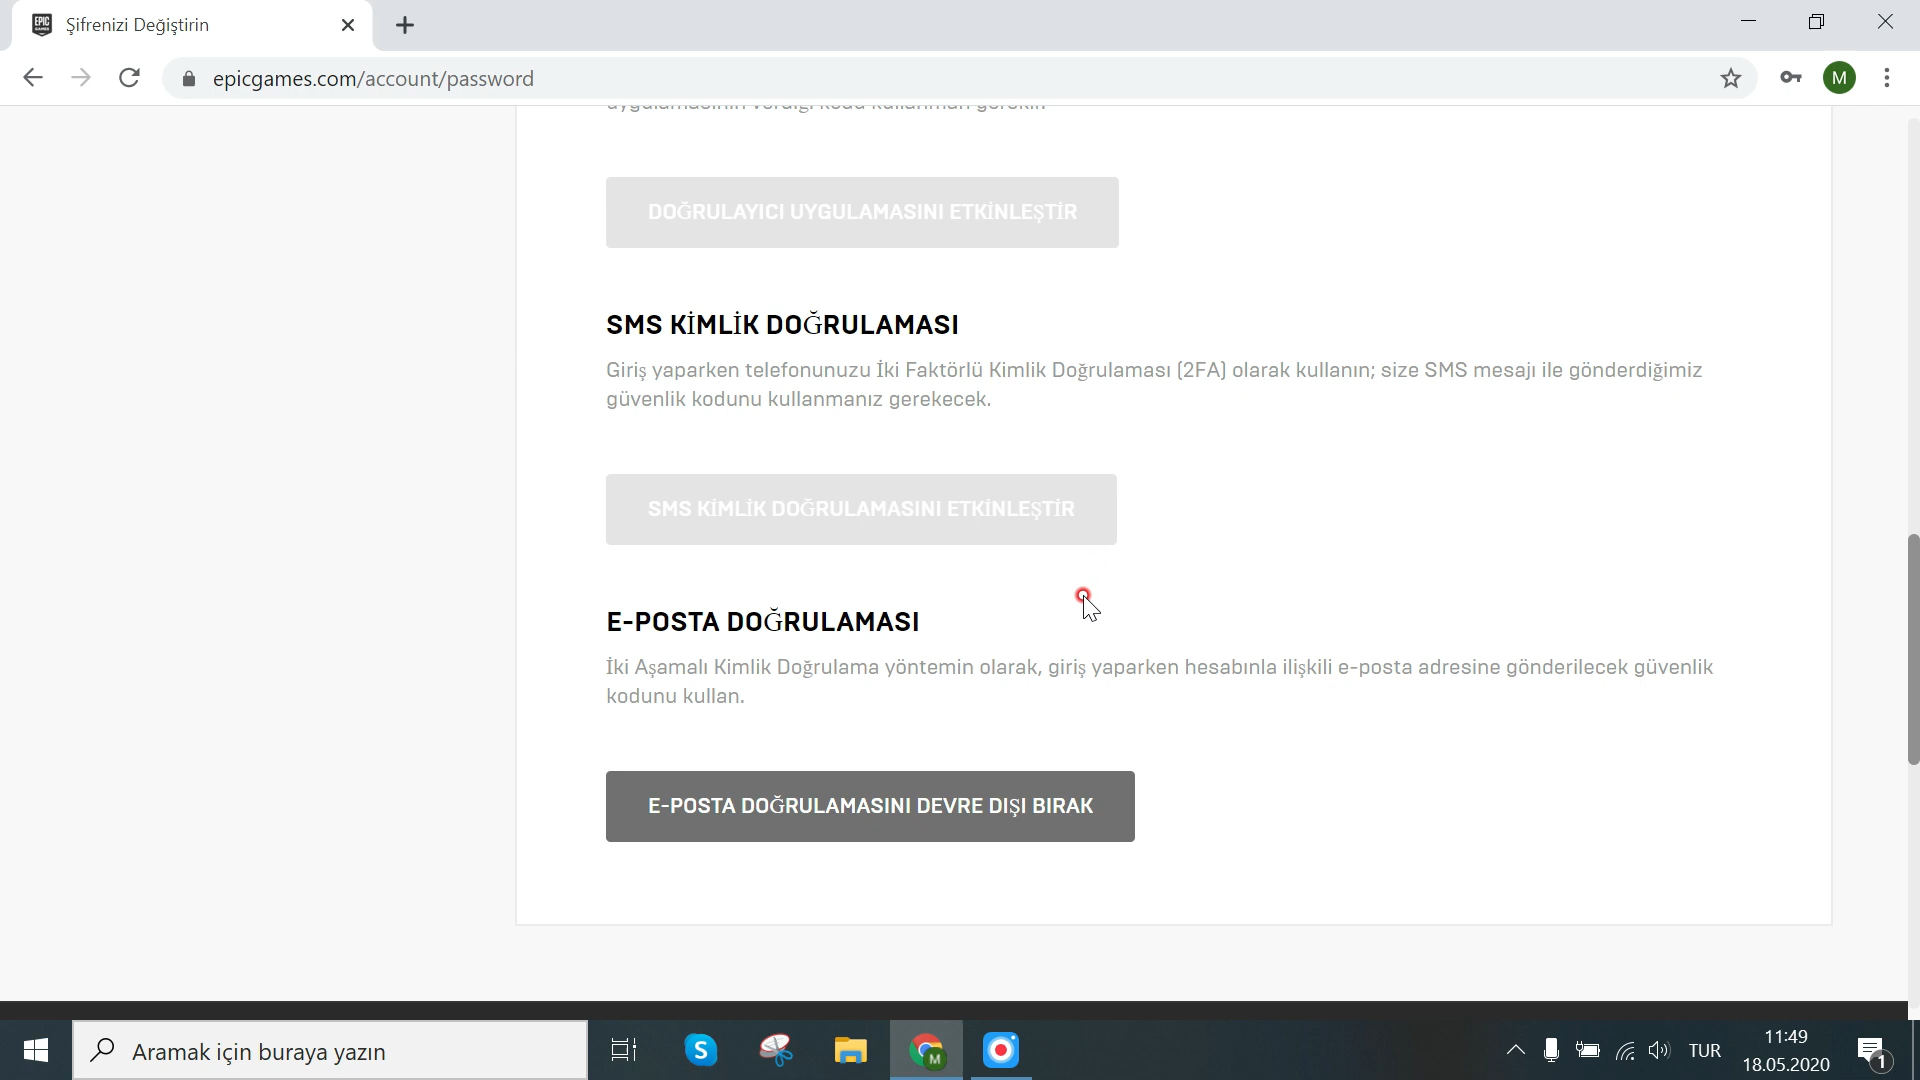 Şifrenizi Değiştirin
epicgames.com/account/password
M
DOĞRULAYICI UYGULAMASINI ETKİNLEŞTİR
SMS KİMLİK DOĞRULAMASI
Giriş yaparken telefonunuzu İki Faktörlü Kimlik Doğrulaması (2FA) olarak kullanın; size SMS mesajı ile gönderdiğimiz
güvenlik kodunu kullanmanız gerekecek.
SMS KİMLİK DOĞRULAMASINI ETKİNLEŞTİR
E-POSTA DOĞRULAMASI
İki Aşamalı Kimlik Doğrulama yöntemin olarak, giriş yaparken hesabınla ilişkili e-posta adresine gönderilecek güvenlik
kodunu kullan.
E-POSTA DOĞRULAMASINI DEVRE DIŞI BIRAK
Aramak için buraya yazın
S
M
TUR
11:49
18.05.2020
1